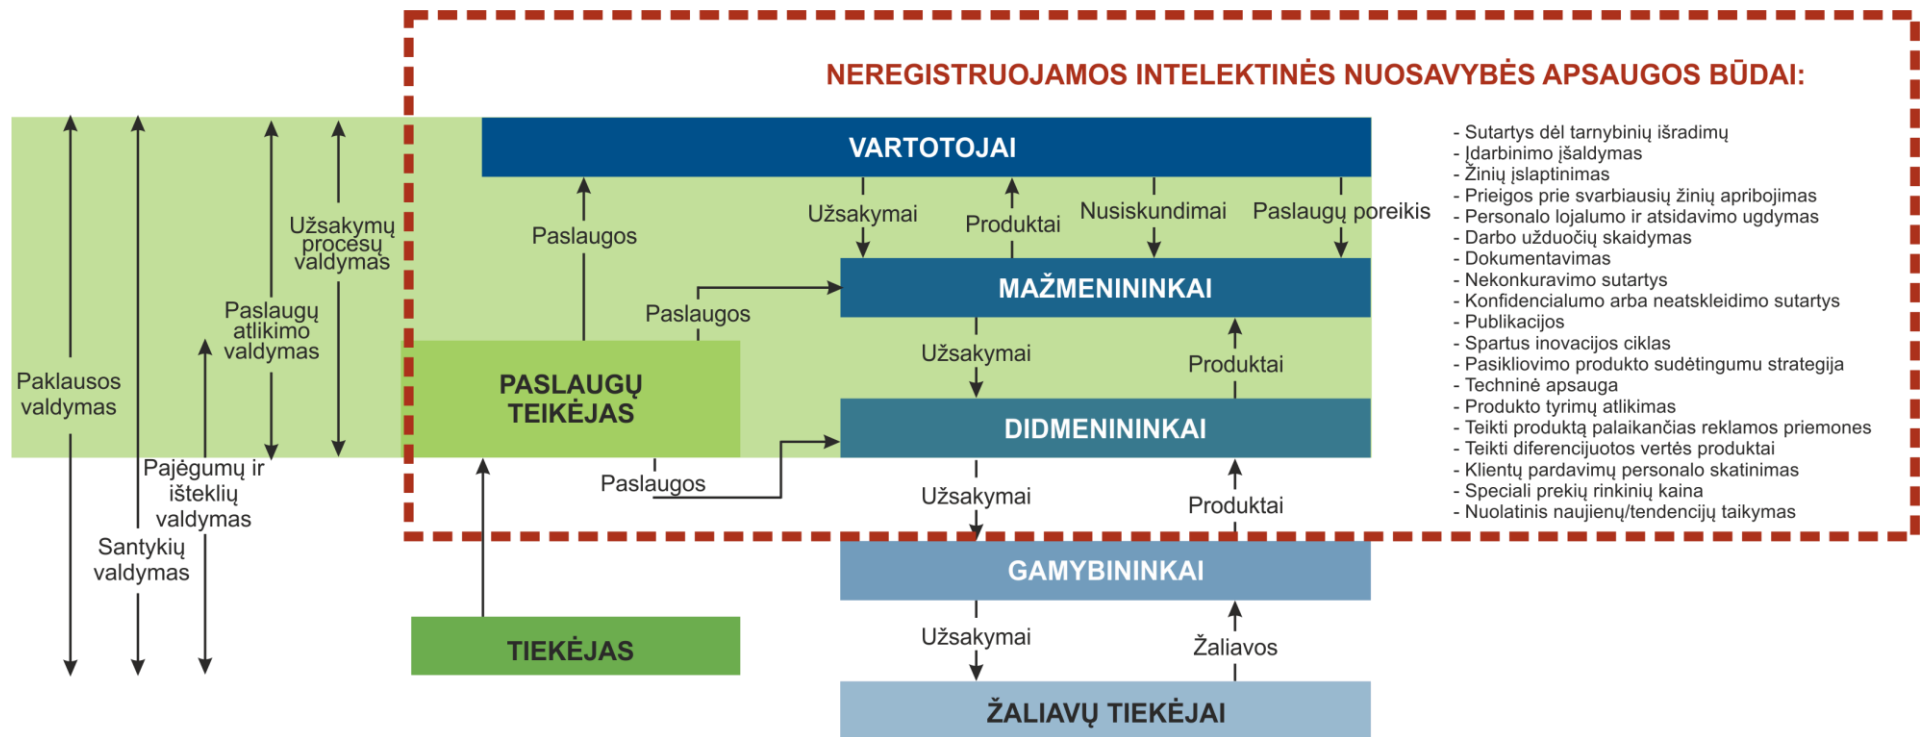 NEREGISTRUOJAMOS INTELEKTINĖS NUOSAVYBĖS APSAUGOS BŪDAI:
VARTOTOJAI
Užsakymų
procesų
valdymas
Paslaugos
Užsakymai
Produktai
Nusiskundimai
Paslaugų poreikis
MAŽMENININKAI
Paslaugų
atlikimo
valdymas
Paslaugos
Užsakymai
Produktai
Paklausos
valdymas
PASLAUGŲ
TEIKĖJAS
DIDMENININKAI
Pajėgumų ir
išteklių
valdymas
Paslaugos
Užsakymai
Produktai
Santykių
valdymas
GAMYBININKAI
TIEKĖJAS
Užsakymai
Žaliavos
ŽALIAVŲ TIEKĖJAI
- Sutartys dėl tarnybinių išradimų
- Įdarbinimo įšaldymas
- Žinių įslaptinimas
- Prieigos prie svarbiausių žinių apribojimas
- Personalo lojalumo ir atsidavimo ugdymas
- Darbo užduočių skaidymas
- Dokumentavimas
- Nekonkuravimo sutartys
- Konfidencialumo arba neatskleidimo sutartys
- Publikacijos
- Spartus inovacijos ciklas
- Pasikliovimo produkto sudėtingumu strategija
- Techninė apsauga
- Produkto tyrimų atlikimas
- Teikti produktą palaikančias reklamos priemones
- Teikti diferencijuotos vertės produktai
- Klientų pardavimų personalo skatinimas
- Speciali prekių rinkinių kaina
- Nuolatinis naujienų/tendencijų taikymas